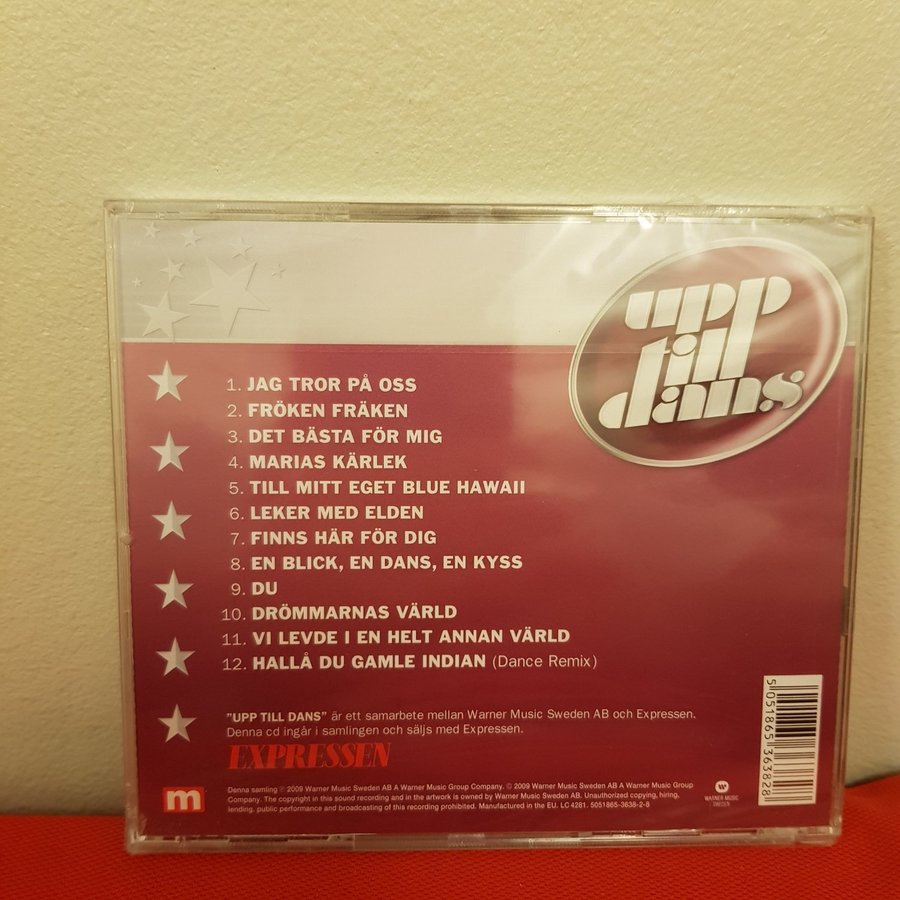 upp
till
dans
1. JAG TROR PÅ OSS
2. FRÖKEN FRÄKEN
3. DET BÄSTA FÖR MIG
4. MARIAS KÄRLEK
5. TILL MITT EGET BLUE HAWAII
6. LEKER MED ELDEN
7. FINNS HÄR FÖR DIG
8. EN BLICK, EN DANS, EN KYSS
9. DU
10. DRÖMMARNAS VÄRLD
11. VI LEVDE I EN HELT ANNAN VÄRLD
12. HALLÅ DU GAMLE INDIAN (Dance Remix)
"UPP TILL DANS" är ett samarbete mellan Warner Music Sweden AB och Expressen.
Denna cd ingår i samlingen och säljs med Expressen.
EXPRESSEN
m
Denna samling ℗ 2009 Warner Music Sweden AB A Warner Music Group Company. © 2009 Warner Music Sweden AB A Warner Music Group
Company. The copyright in this sound recording and in the artwork is owned by Warner Music Sweden AB. Unauthorized copying, hiring,
lending, public performance and broadcasting of this recording prohibited. Manufactured in the EU. LC 4281. 5051865-3638-2-8
WARNER MUSIC
SWEDEN
5 051865 363828